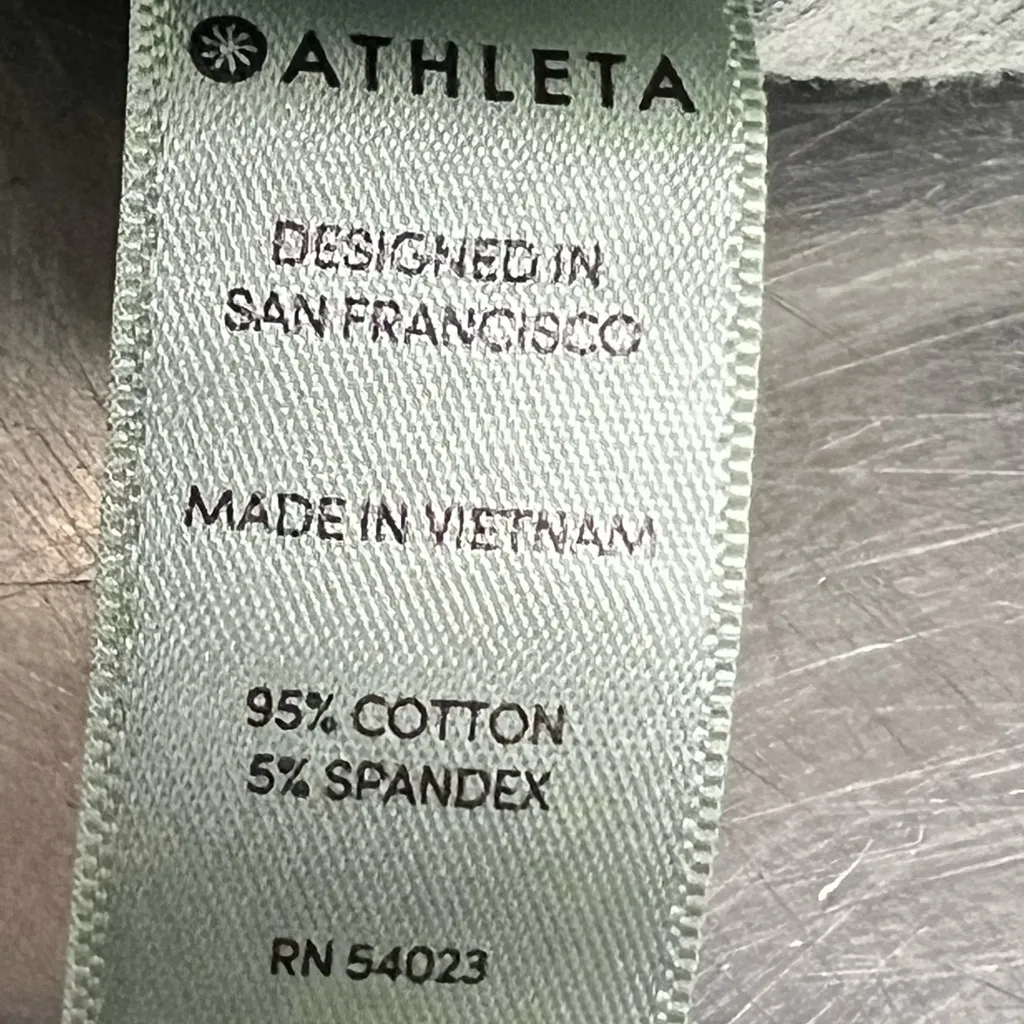 ATHLETA
DESIGNED IN
SAN FRANCISCO
MADE IN VIETNAM
95% COTTON
5% SPANDEX
RN 54023